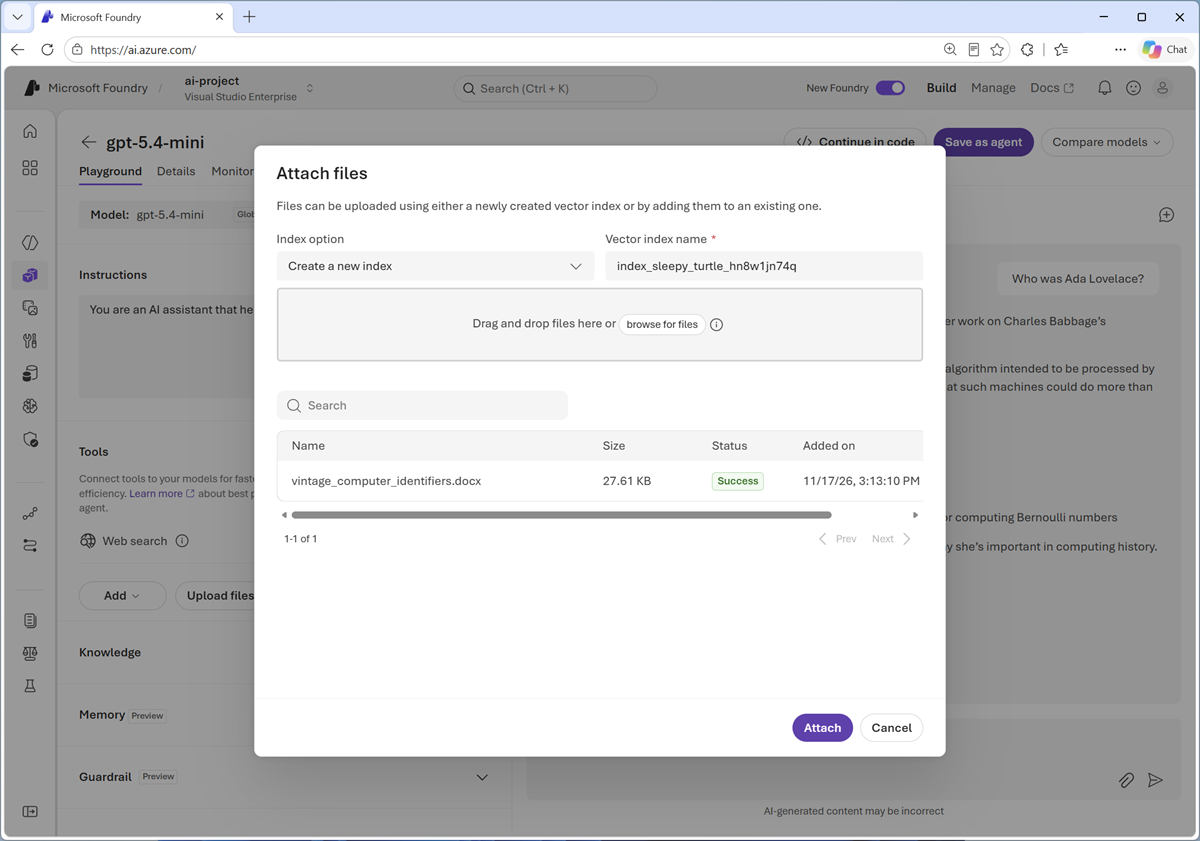 Microsoft Foundry
https://ai.azure.com/
Chat
Microsoft Foundry / ai-project
Visual Studio Enterprise
Search (Ctrl + K)
New Foundry Build Manage Docs
gpt-5.4-mini
Continue in code Save as agent Compare models
Playground Details Monitor
Model: gpt-5.4-mini Glob
Instructions
You are an AI assistant that he
Tools
Connect tools to your models for faste
efficiency. Learn more about best p
agent.
Web search
Add Upload files
Knowledge
Memory Preview
Guardrail Preview
Attach files
Files can be uploaded using either a newly created vector index or by adding them to an existing one.
Index option Vector index name *
Create a new index index_sleepy_turtle_hn8w1jn74q
Drag and drop files here or browse for files
Search
Name Size Status Added on
vintage_computer_identifiers.docx 27.61 KB Success 11/17/26, 3:13:10 PM
1-1 of 1 Prev Next
Attach Cancel
Who was Ada Lovelace?
er work on Charles Babbage's
algorithm intended to be processed by
at such machines could do more than
or computing Bernoulli numbers
y she's important in computing history.
AI-generated content may be incorrect